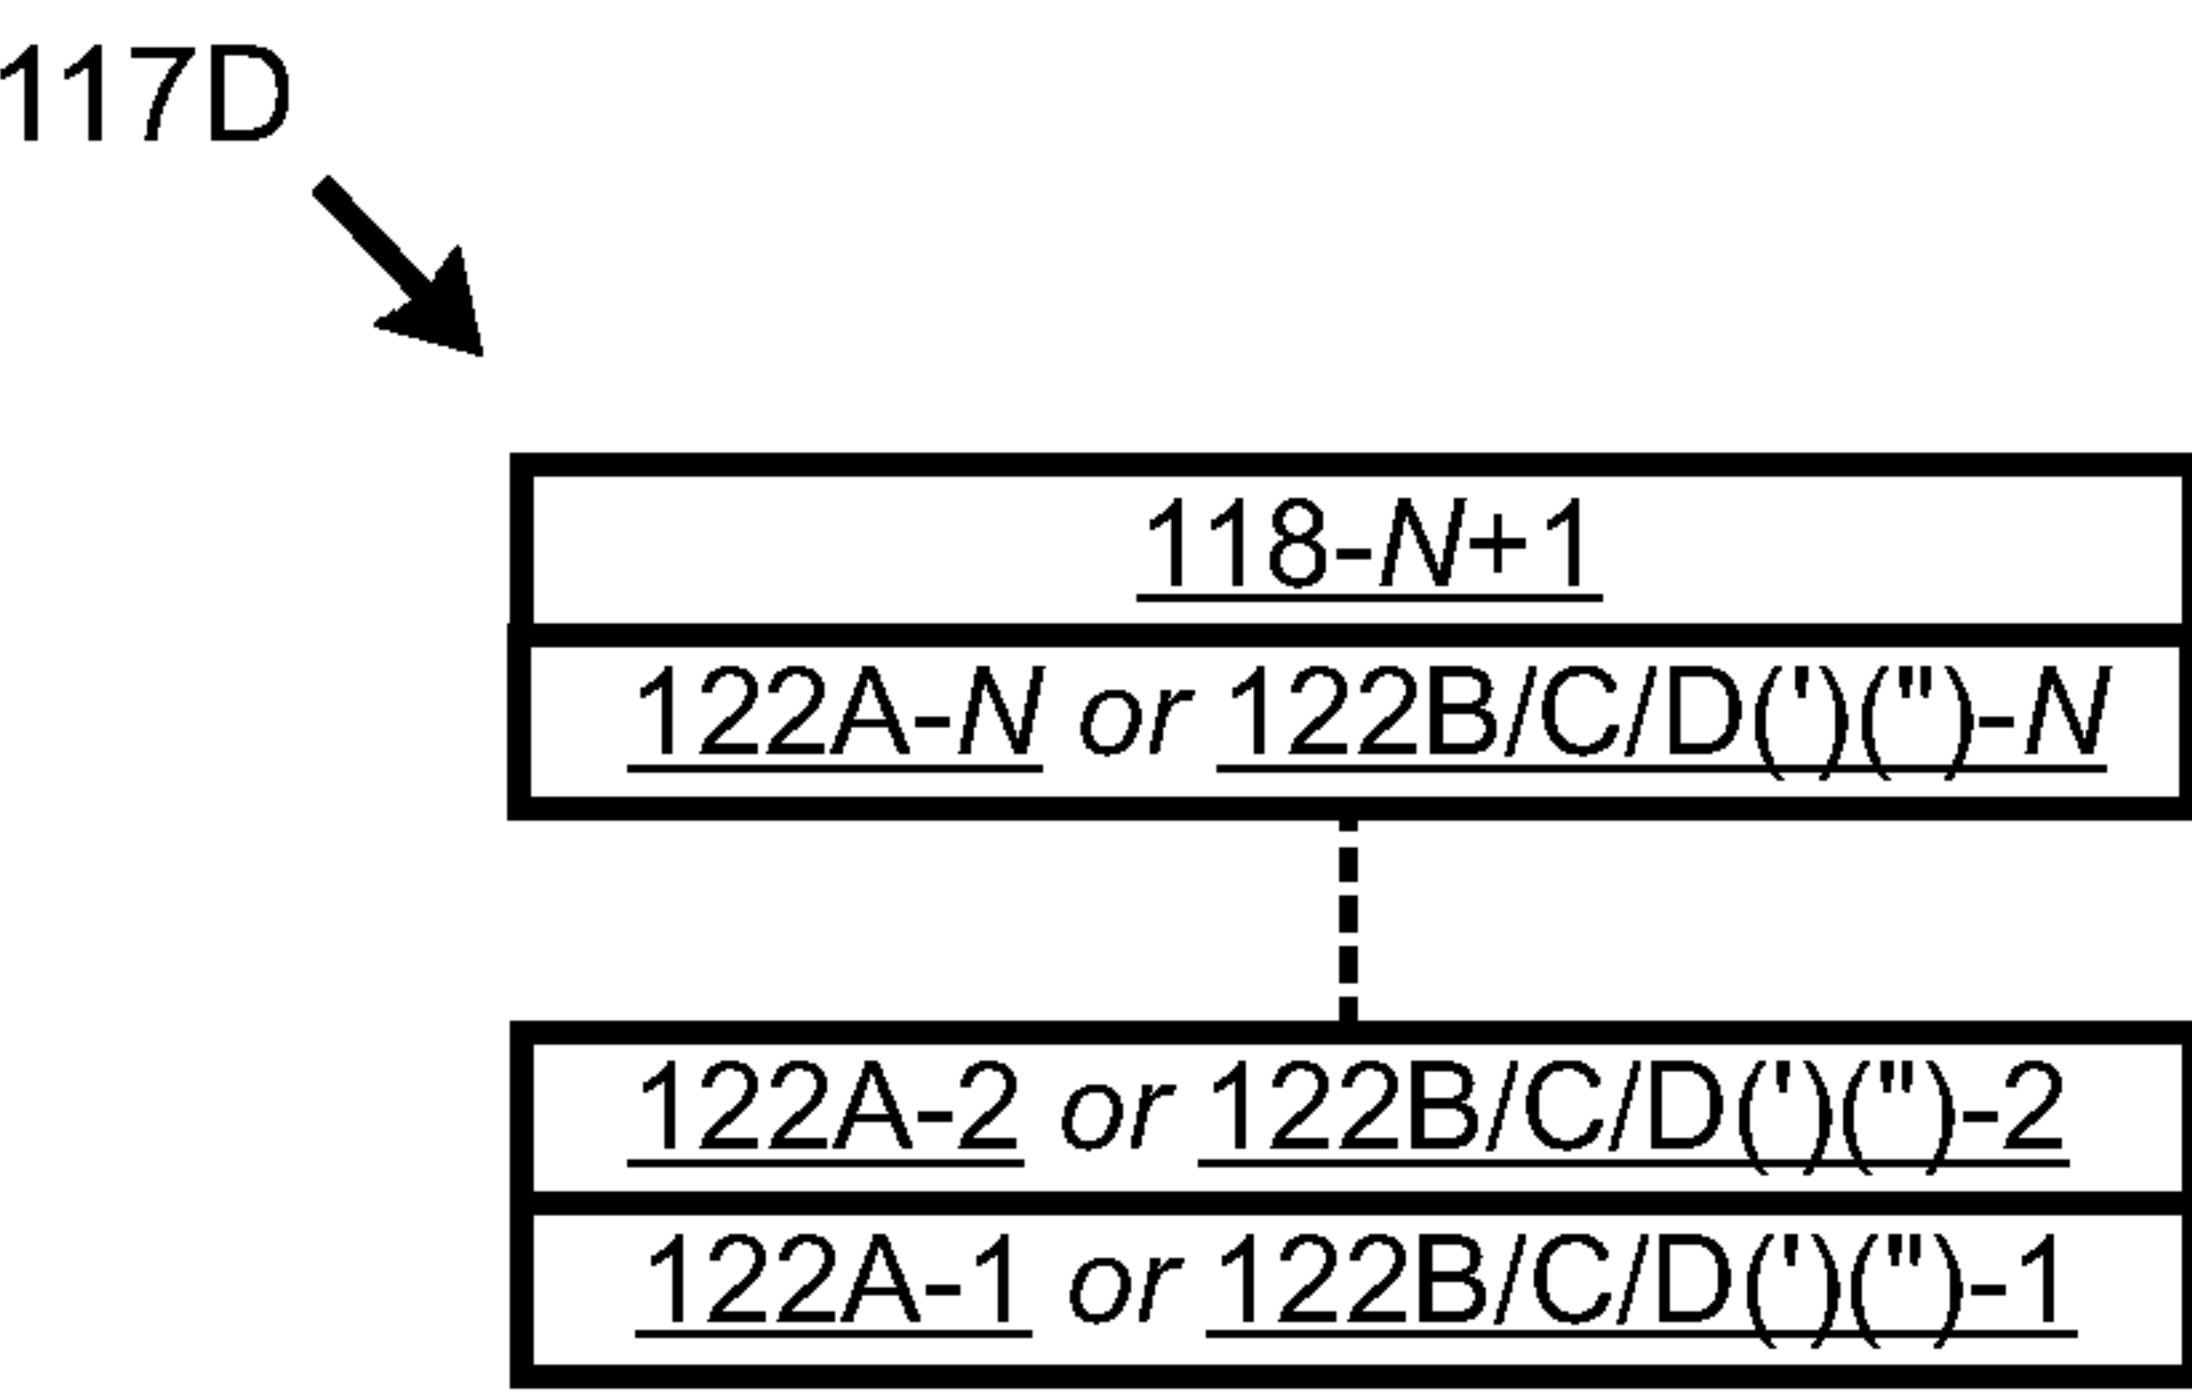 117D
118-N+1
122A-N or 122B/C/D(')(")-N
122A-2 or 122B/C/D(')(")-2
122A-1 or 122B/C/D(')(")-1